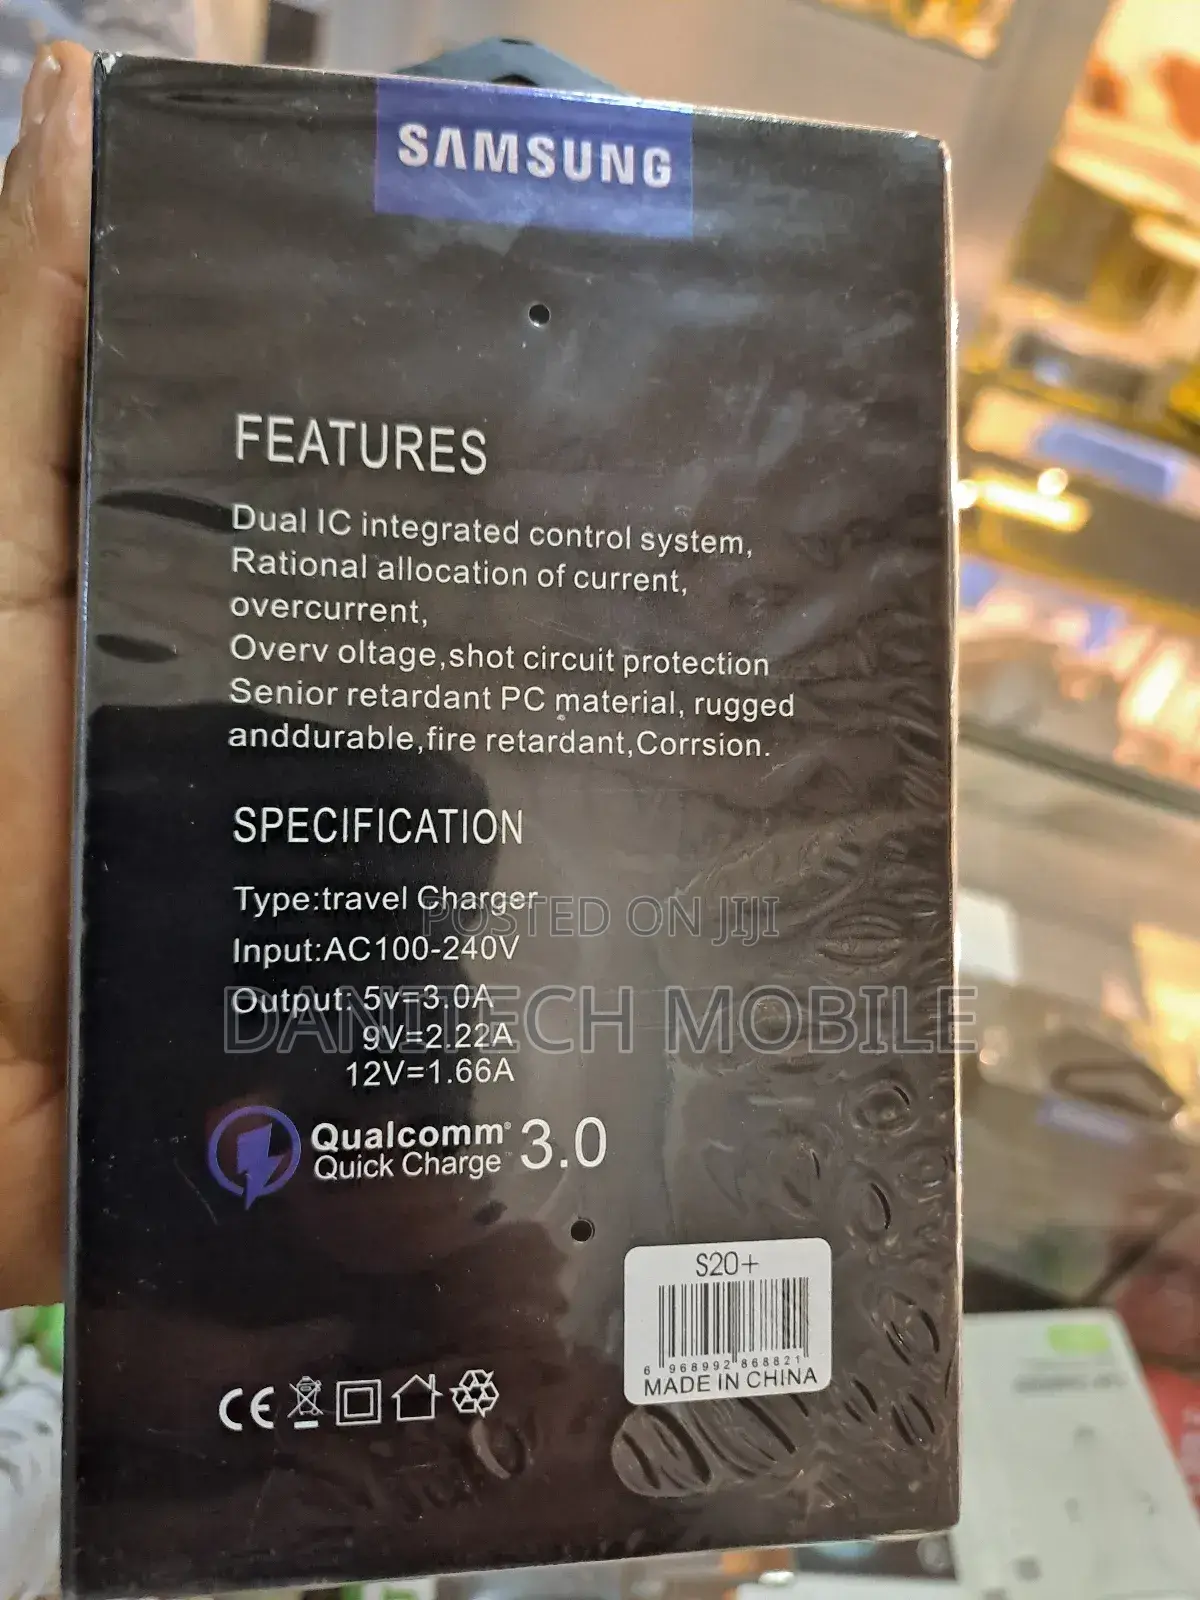 SAMSUNG
FEATURES
Dual IC integrated control system,
Rational allocation of current,
overcurrent,
Overv oltage,shot circuit protection
Senior retardant PC material, rugged
anddurable,fire retardant,Corrsion.
SPECIFICATION
Type:travel Charger
POSTED ON JIJI
Input:AC100-240V
Output: 5v=3.0A
DANITECH MOBILE
9V=2.22A
12V=1.66A
Qualcomm® 3.0
Quick Charge™
S20+
6 968992 868821
MADE IN CHINA
CE